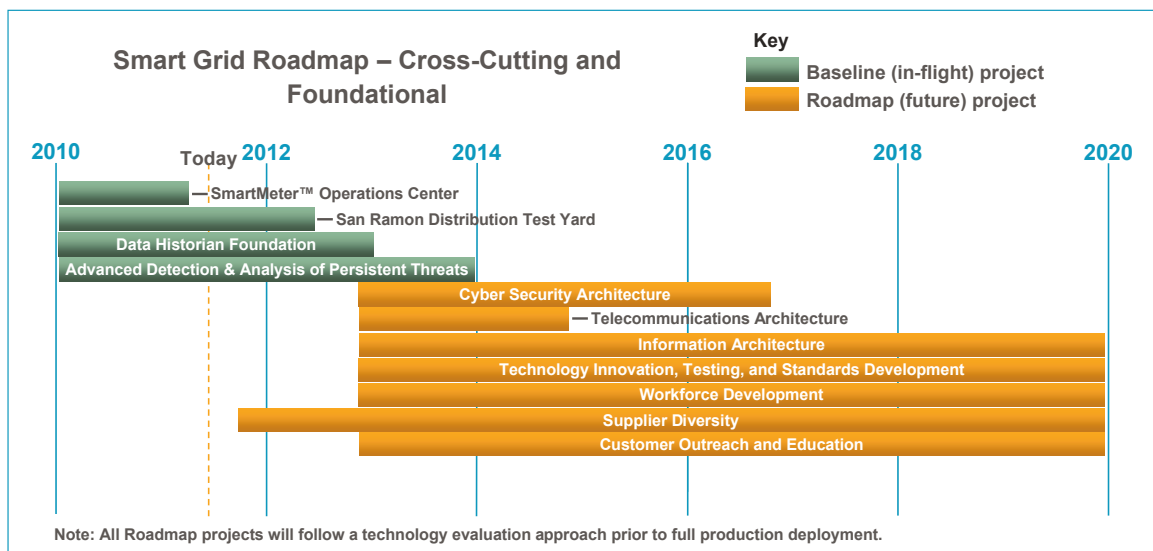 Smart Grid Roadmap – Cross-Cutting and
Foundational
Key
Baseline (in-flight) project
Roadmap (future) project
2010
Today
2012
2014
2016
2018
2020
SmartMeter™ Operations Center
San Ramon Distribution Test Yard
Data Historian Foundation
Advanced Detection & Analysis of Persistent Threats
Cyber Security Architecture
Telecommunications Architecture
Information Architecture
Technology Innovation, Testing, and Standards Development
Workforce Development
Supplier Diversity
Customer Outreach and Education
Note: All Roadmap projects will follow a technology evaluation approach prior to full production deployment.